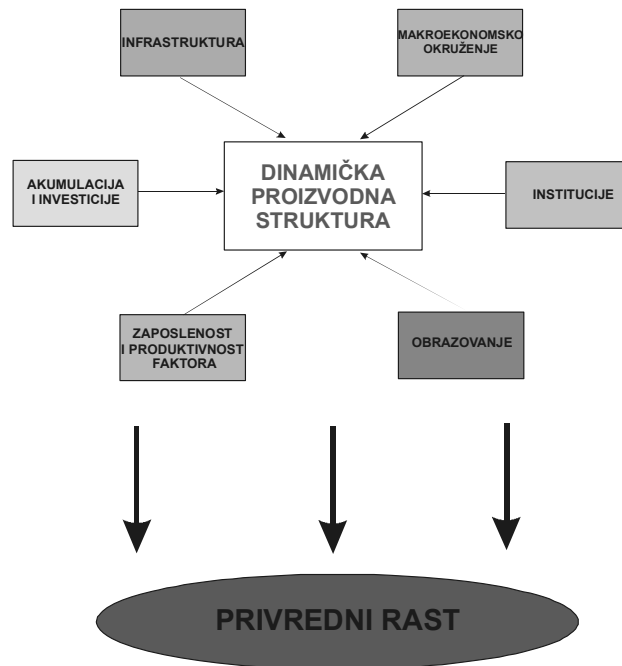 INFRASTRUKTURA
MAKROEKONOMSKO
OKRUŽENJE
DINAMIČKA
PROIZVODNA
STRUKTURA
AKUMULACIJA
I INVESTICIJE
INSTITUCIJE
ZAPOSLENOST
I PRODUKTIVNOST
FAKTORA
OBRAZOVANJE
PRIVREDNI RAST